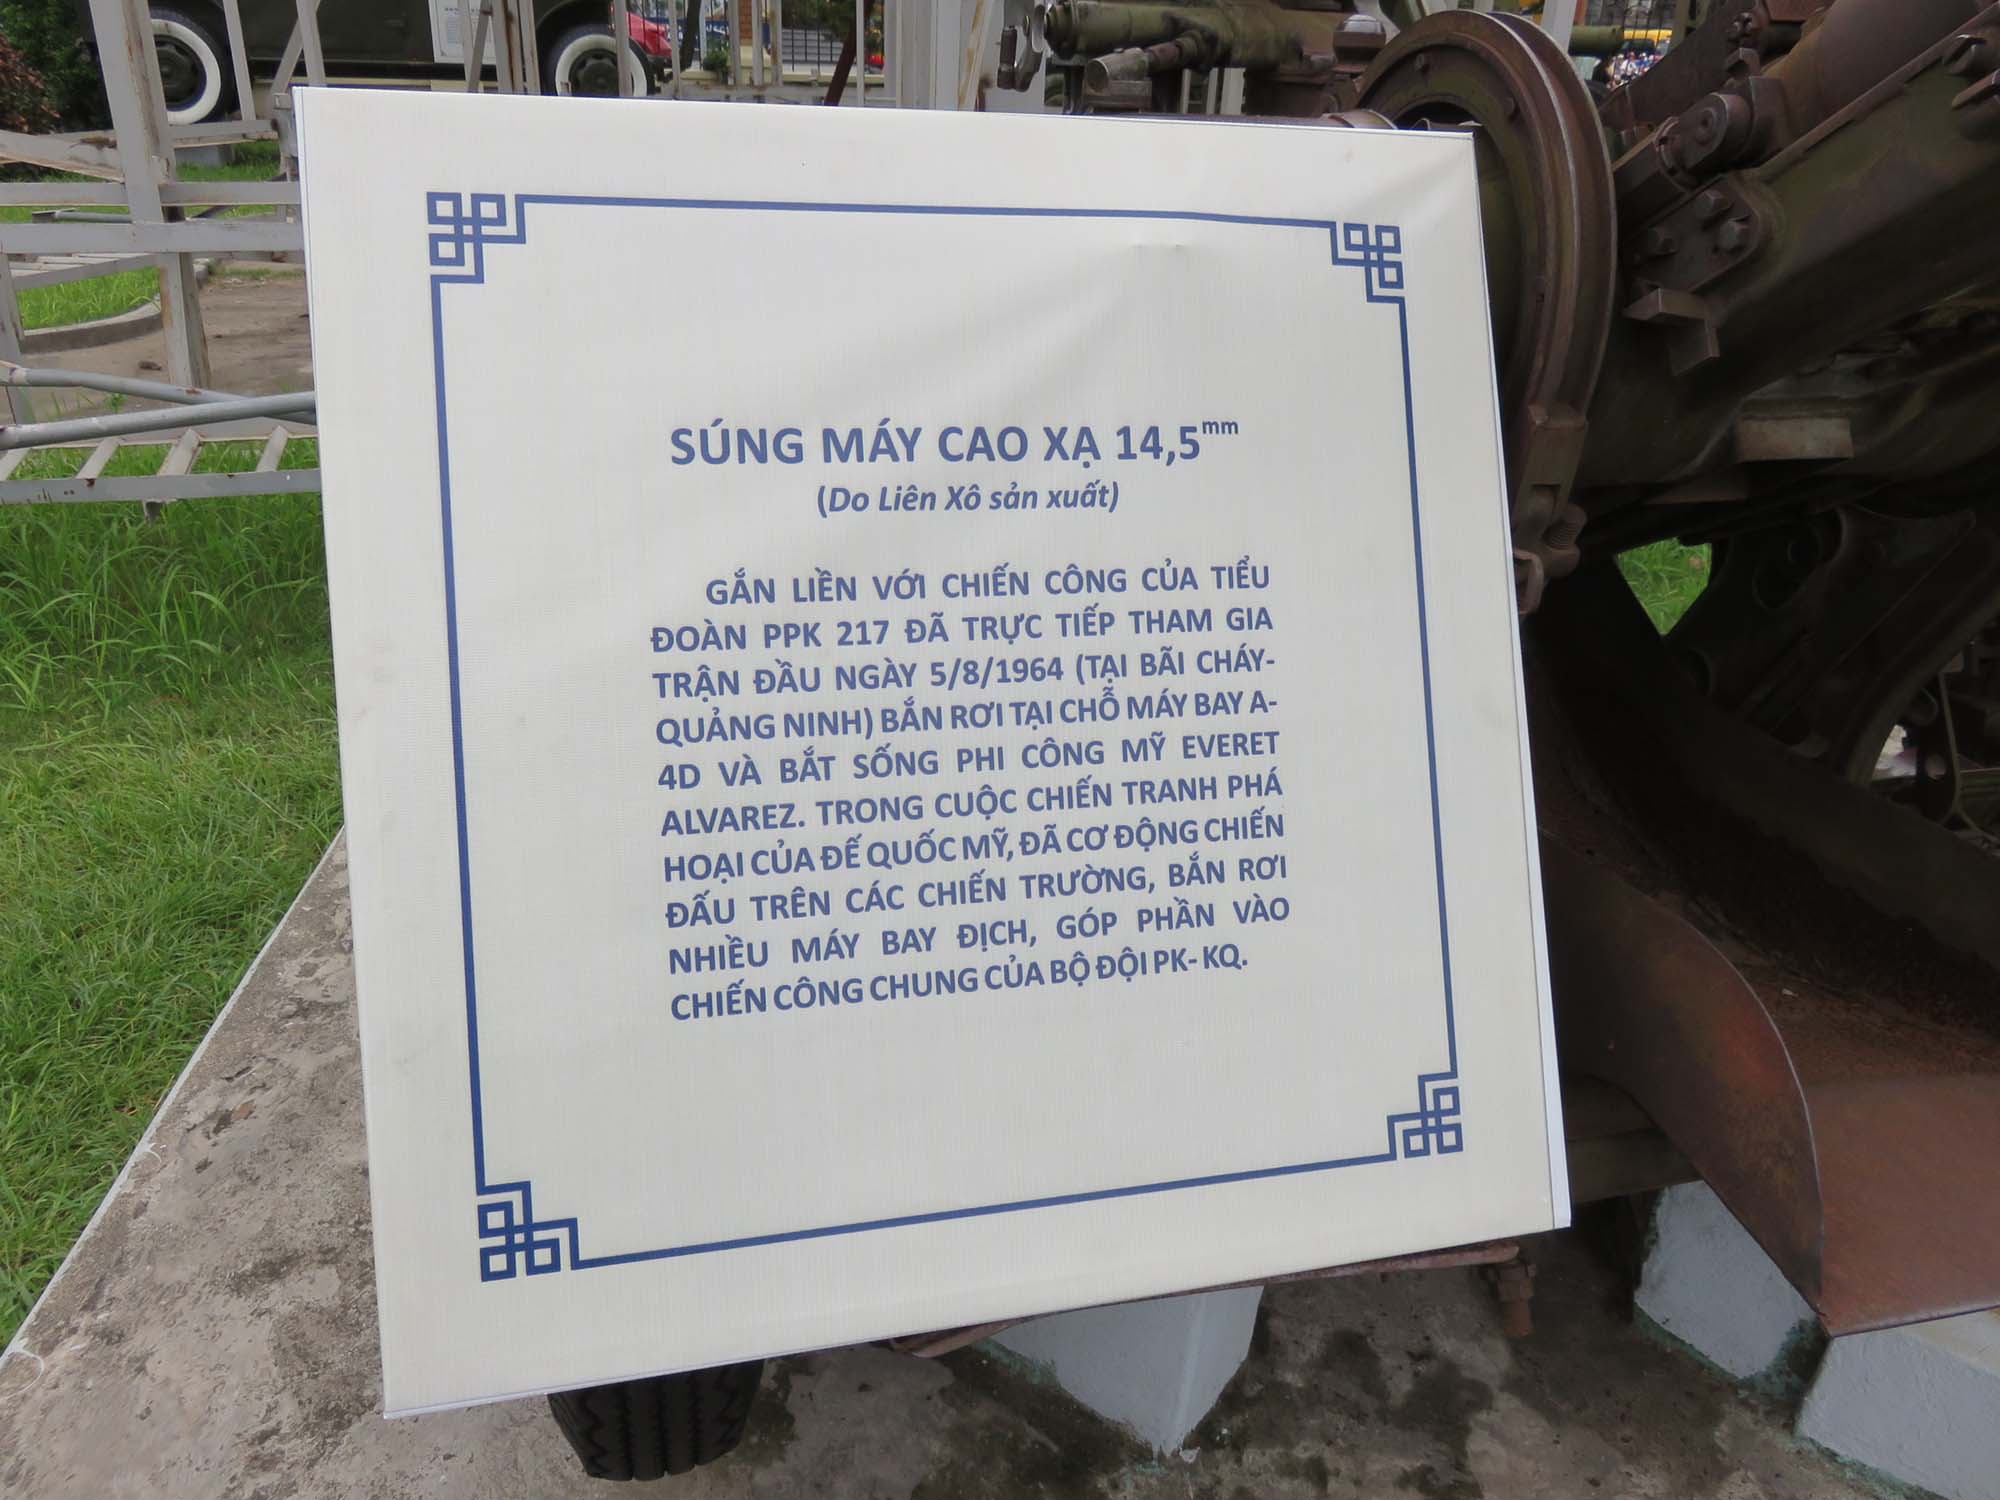 SÚNG MÁY CAO XẠ 14,5mm
(Do Liên Xô sản xuất)
GẮN LIỀN VỚI CHIẾN CÔNG CỦA TIỂU
ĐOÀN PPK 217 ĐÃ TRỰC TIẾP THAM GIA
TRẬN ĐẦU NGÀY 5/8/1964 (TẠI BÃI CHÁY-
QUẢNG NINH) BẮN RƠI TẠI CHỖ MÁY BAY A-
4D VÀ BẮT SỐNG PHI CÔNG MỸ EVERET
ALVAREZ. TRONG CUỘC CHIẾN TRANH PHÁ
HOẠI CỦA ĐẾ QUỐC MỸ, ĐÃ CƠ ĐỘNG CHIẾN
ĐẤU TRÊN CÁC CHIẾN TRƯỜNG, BẮN RƠI
NHIỀU MÁY BAY ĐỊCH, GÓP PHẦN VÀO
CHIẾN CÔNG CHUNG CỦA BỘ ĐỘI PK- KQ.